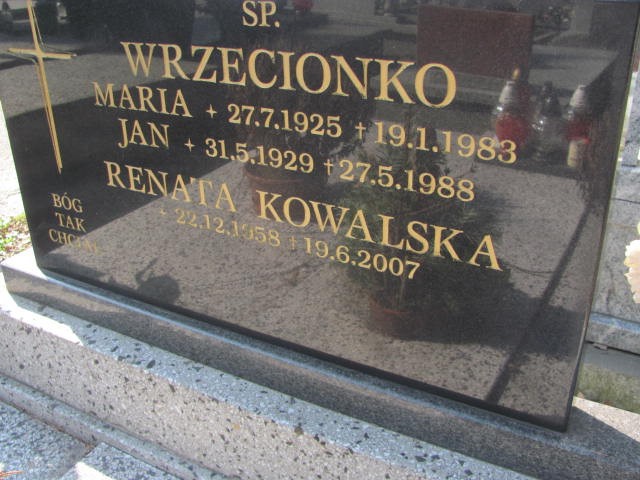 ŚP.
WRZECIONKO
MARIA + 27.7.1925 † 19.1.1983
JAN + 31.5.1929 † 27.5.1988
RENATA KOWALSKA
+ 22.12.1958 † 19.6.2007
BÓG
TAK
CHCIAŁ